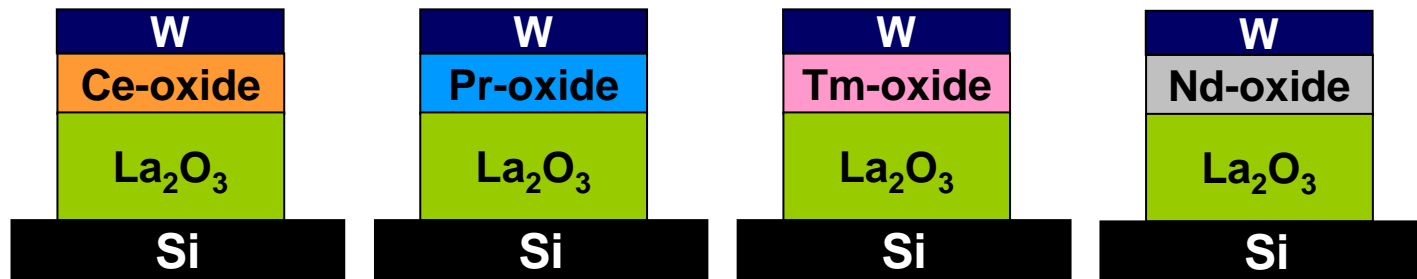 W
Ce-oxide
La₂O₃
Si
W
Pr-oxide
La₂O₃
Si
W
Tm-oxide
La₂O₃
Si
W
Nd-oxide
La₂O₃
Si